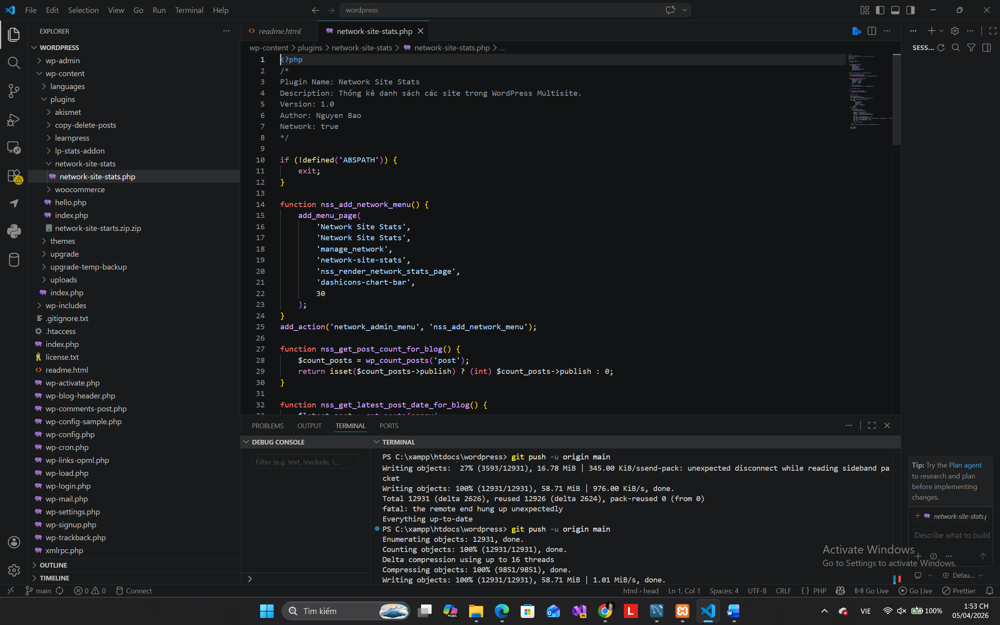 File Edit Selection View Go Run Terminal Help
wordpress
EXPLORER
WORDPRESS
wp-admin
wp-content
languages
plugins
akismet
copy-delete-posts
learnpress
lp-stats-addon
network-site-stats
network-site-stats.php
woocommerce
hello.php
index.php
network-site-starts.zip.zip
themes
upgrade
upgrade-temp-backup
uploads
index.php
wp-includes
.gitignore.txt
.htaccess
index.php
license.txt
readme.html
wp-activate.php
wp-blog-header.php
wp-comments-post.php
wp-config-sample.php
wp-config.php
wp-cron.php
wp-links-opml.php
wp-load.php
wp-login.php
wp-mail.php
wp-settings.php
wp-signup.php
wp-trackback.php
xmlrpc.php
OUTLINE
TIMELINE
readme.html
network-site-stats.php
wp-content > plugins > network-site-stats > network-site-stats.php > ...
1 <?php
2 /*
3 Plugin Name: Network Site Stats
4 Description: Thống kê danh sách các site trong WordPress Multisite.
5 Version: 1.0
6 Author: Nguyen Bao
7 Network: true
8 */
9
10 if (!defined('ABSPATH')) {
11 exit;
12 }
13
14 function nss_add_network_menu() {
15 add_menu_page(
16 'Network Site Stats',
17 'Network Site Stats',
18 'manage_network',
19 'network-site-stats',
20 'nss_render_network_stats_page',
21 'dashicons-chart-bar',
22 30
23 );
24 }
25 add_action('network_admin_menu', 'nss_add_network_menu');
26
27 function nss_get_post_count_for_blog() {
28 $count_posts = wp_count_posts('post');
29 return isset($count_posts->publish) ? (int) $count_posts->publish : 0;
30 }
31
32 function nss_get_latest_post_date_for_blog() {
PROBLEMS OUTPUT TERMINAL PORTS
DEBUG CONSOLE
Filter (e.g. text, !exclude, \...
TERMINAL
PS C:\xampp\htdocs\wordpress> git push -u origin main
Writing objects: 27% (3593/12931), 16.78 MiB | 345.00 KiB/ssend-pack: unexpected disconnect while reading sideband pa
cket
Writing objects: 100% (12931/12931), 58.71 MiB | 976.00 KiB/s, done.
Total 12931 (delta 2626), reused 12926 (delta 2624), pack-reused 0 (from 0)
fatal: the remote end hung up unexpectedly
Everything up-to-date
PS C:\xampp\htdocs\wordpress> git push -u origin main
Enumerating objects: 12931, done.
Counting objects: 100% (12931/12931), done.
Delta compression using up to 16 threads
Compressing objects: 100% (9851/9851), done.
Writing objects: 100% (12931/12931), 58.71 MiB | 1.01 MiB/s, done.
SESS...
Tip: Try the Plan agent
to research and plan
before implementing
changes.
network-site-stats.p
Describe what to build
Defau...
Activate Windows
Go to Settings to activate Windows.
main 0 0 Connect
html > head Ln 1, Col 1 Spaces: 4 UTF-8 CRLF { } PHP Go Live Go Live Prettier
Tìm kiếm
M365
IN
L
W
VIE
100%
1:53 CH
05/04/2026